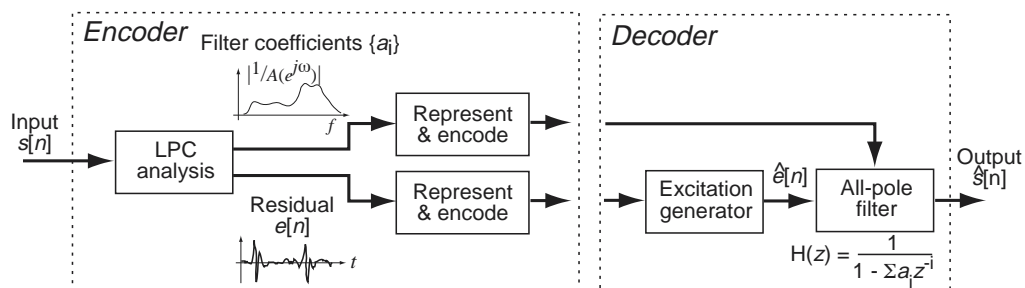 Encoder
Filter coefficients {aᵢ}
|1/A(e^jω)|
f
Input
s[n]
LPC
analysis
Represent
& encode
Represent
& encode
Residual
e[n]
t
Decoder
Excitation
generator
ê[n]
All-pole
filter
Output
ŝ[n]
H(z) = 1
1 - Σaᵢz⁻ⁱ